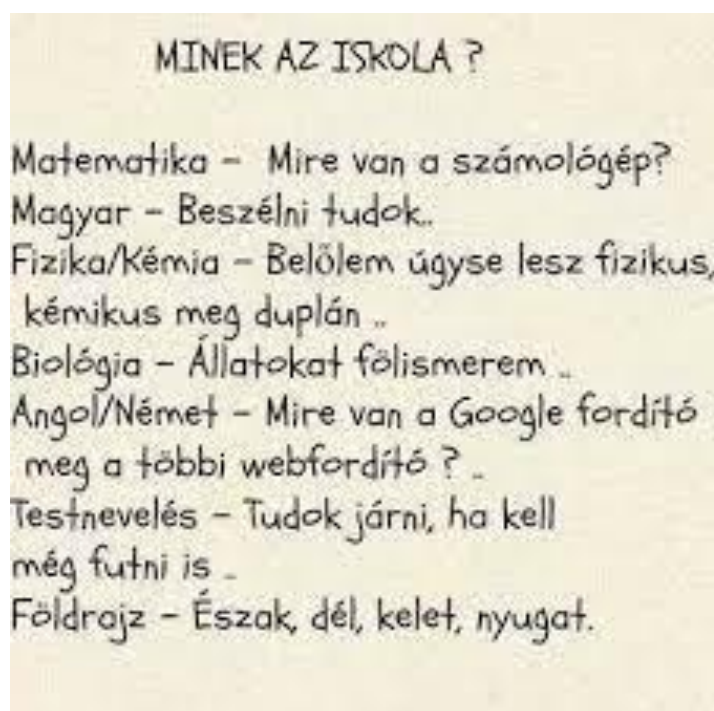 MINEK AZ ISKOLA ?
Matematika - Mire van a számológép?
Magyar - Beszélni tudok..
Fizika/Kémia - Belőlem úgyse lesz fizikus,
kémikus meg duplán ..
Biológia - Állatokat fölismerem ..
Angol/Német - Mire van a Google fordító
meg a többi webfordító ? ..
Testnevelés - Tudok járni, ha kell
még futni is ..
Földrajz - Észak, dél, kelet, nyugat.